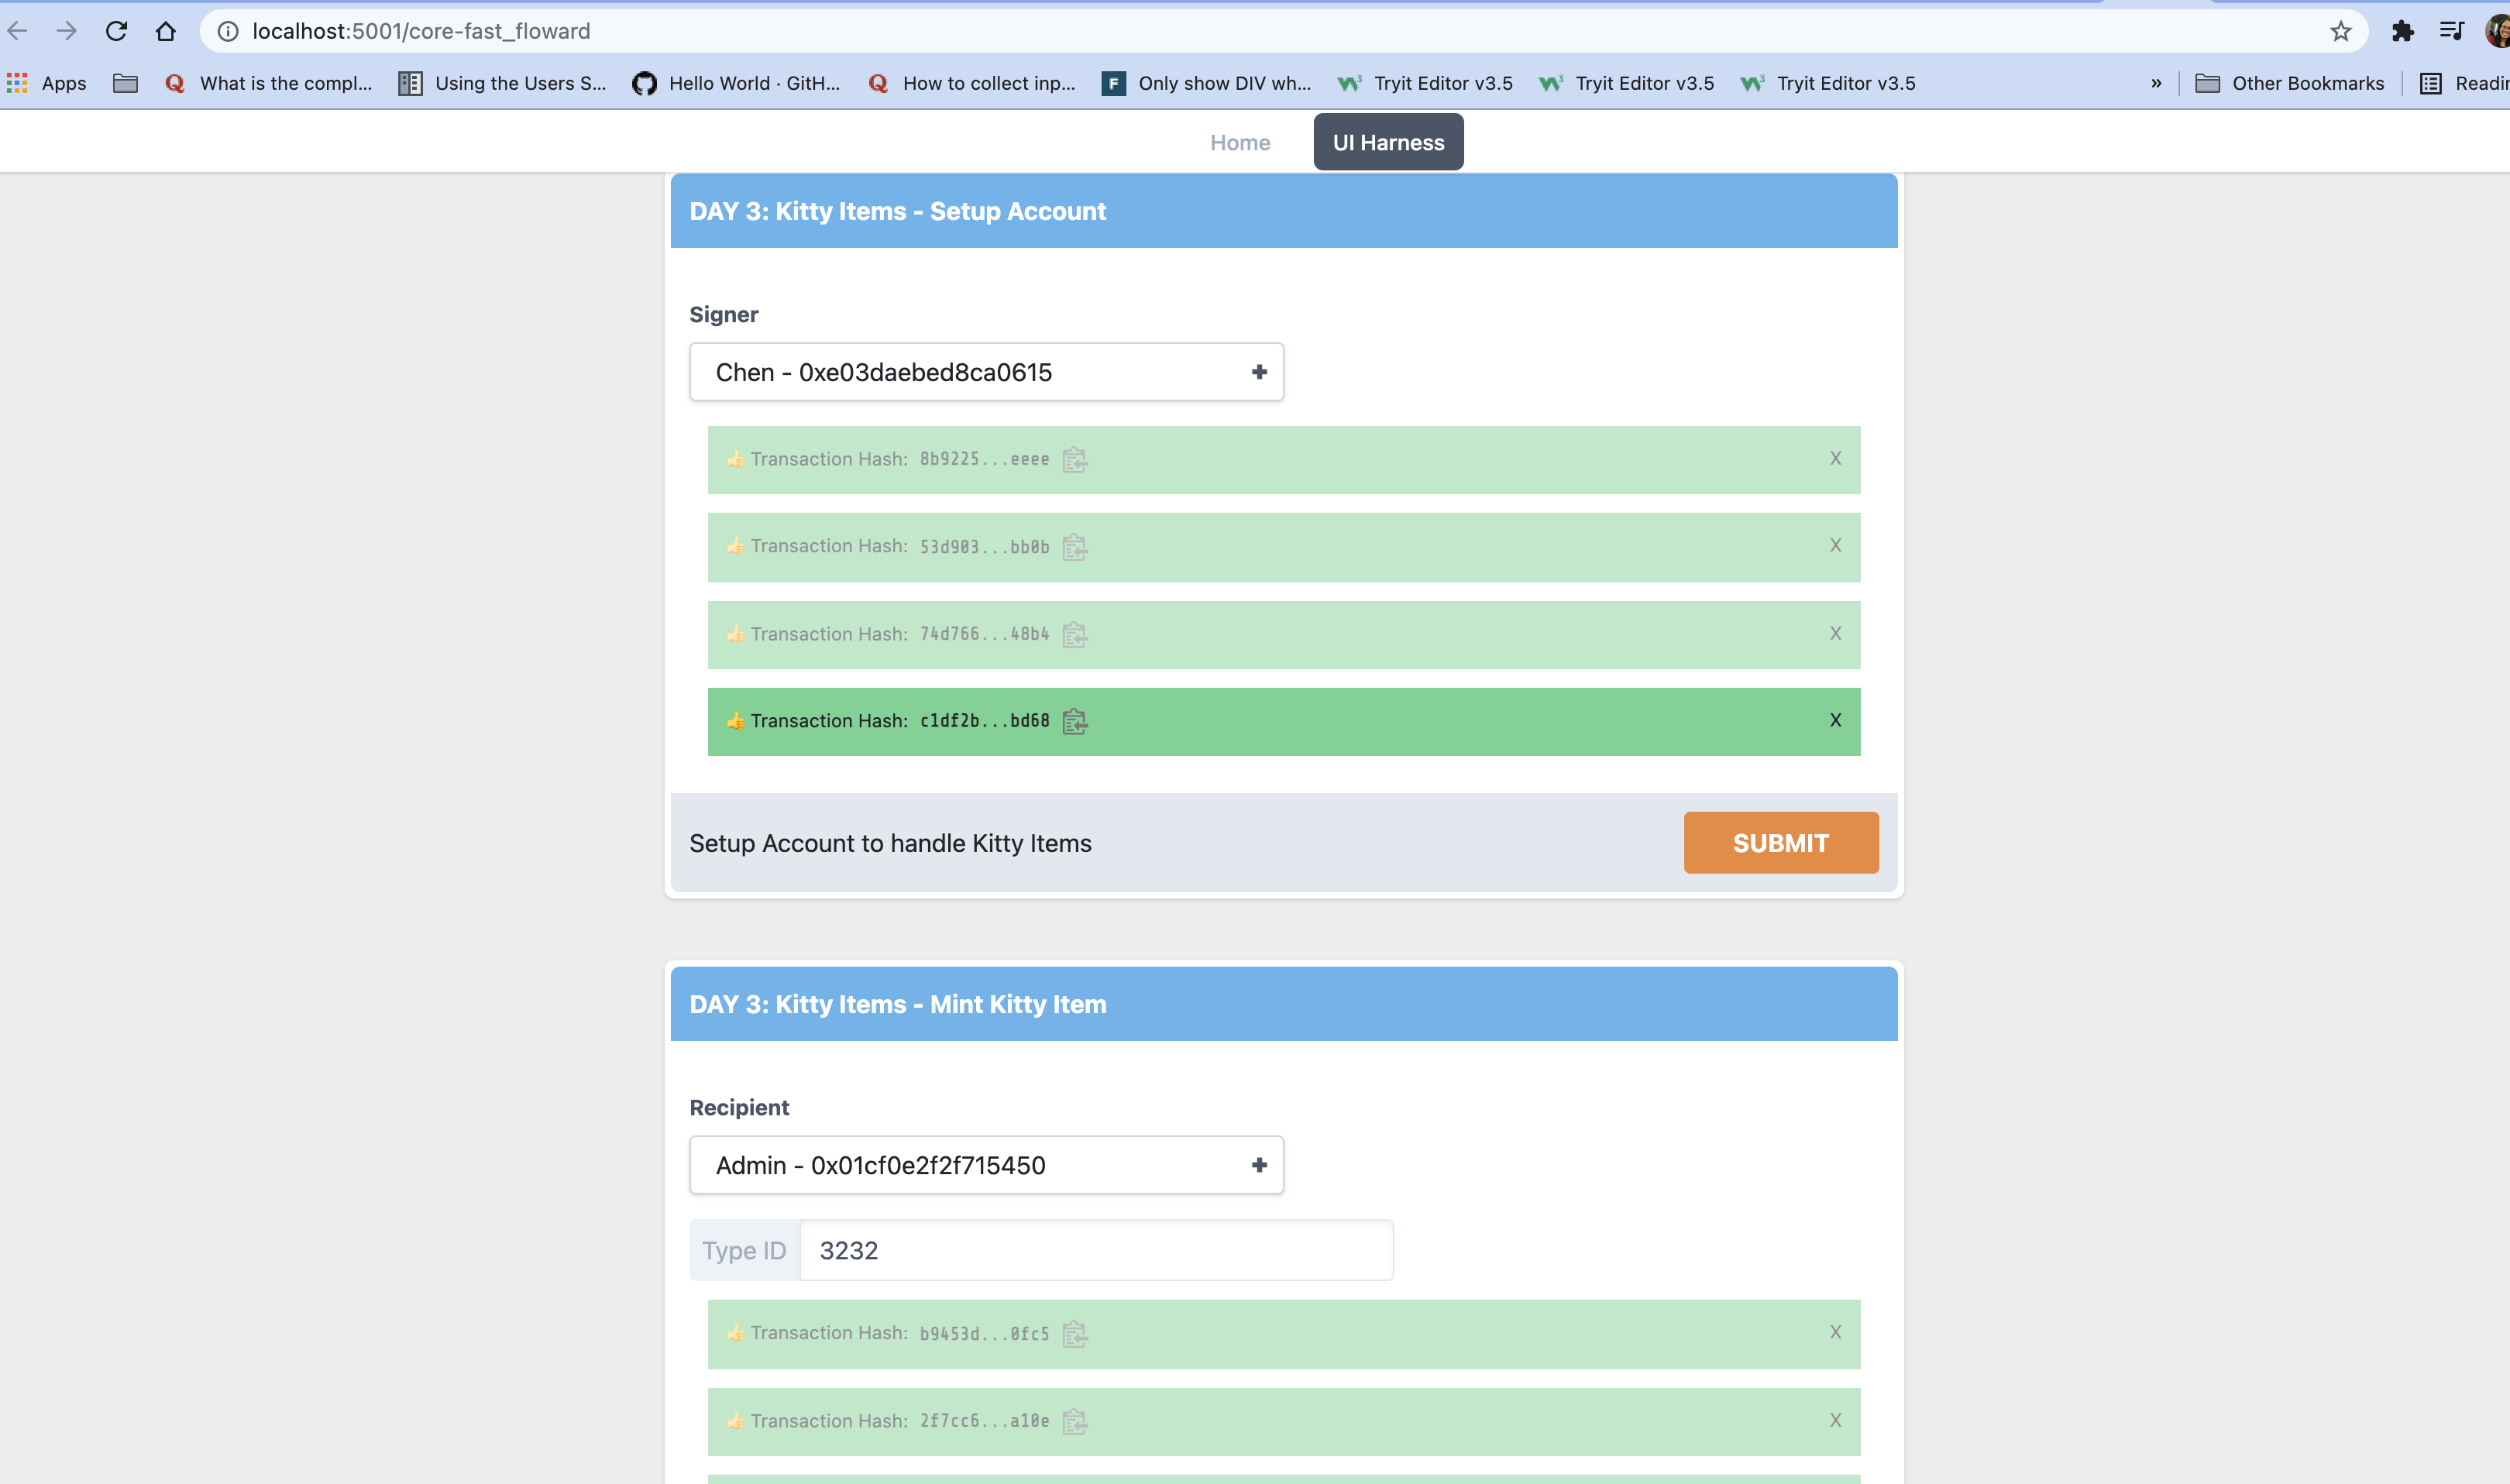 localhost:5001/core-fast_floward
Apps
What is the compl...
Using the Users S...
Hello World · GitH...
How to collect inp...
Only show DIV wh...
Tryit Editor v3.5
Tryit Editor v3.5
Tryit Editor v3.5
»
Other Bookmarks
Readin
Home
UI Harness
DAY 3: Kitty Items - Setup Account
Signer
Chen - 0xe03daebed8ca0615
Transaction Hash: 8b9225...eeee X
Transaction Hash: 53d903...bb0b X
Transaction Hash: 74d766...48b4 X
Transaction Hash: c1df2b...bd68 X
Setup Account to handle Kitty Items
SUBMIT
DAY 3: Kitty Items - Mint Kitty Item
Recipient
Admin - 0x01cf0e2f2f715450
Type ID 3232
Transaction Hash: b9453d...0fc5 X
Transaction Hash: 2f7cc6...a10e X